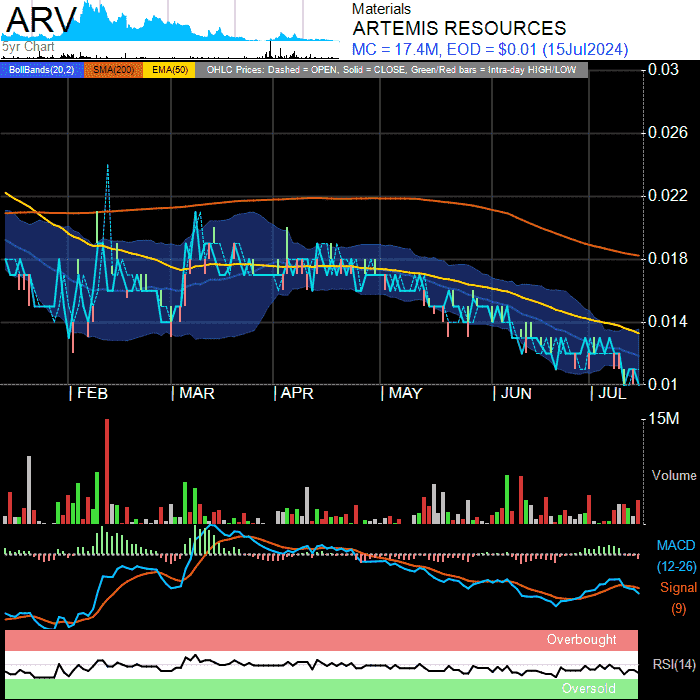 ARV
5yr Chart
Materials
ARTEMIS RESOURCES
MC = 17.4M, EOD = $0.01 (15Jul2024)
BollBands(20,2) SMA(200) EMA(50) OHLC Prices: Dashed = OPEN, Solid = CLOSE, Green/Red bars = Intra-day HIGH/LOW
0.03
0.026
0.022
0.018
0.014
0.01
FEB MAR APR MAY JUN JUL
15M
Volume
MACD
(12-26)
Signal
(9)
Overbought
RSI(14)
Oversold